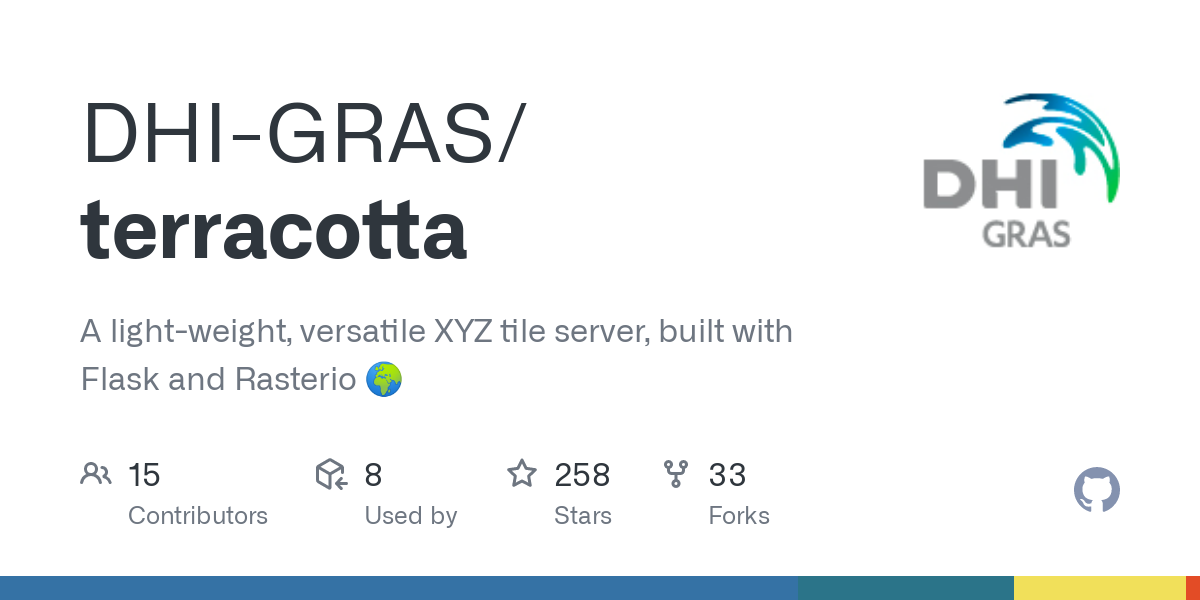 DHI-GRAS/
terracotta
DHI
GRAS
A light-weight, versatile XYZ tile server, built with
Flask and Rasterio 🌍
15
Contributors
8
Used by
258
Stars
33
Forks